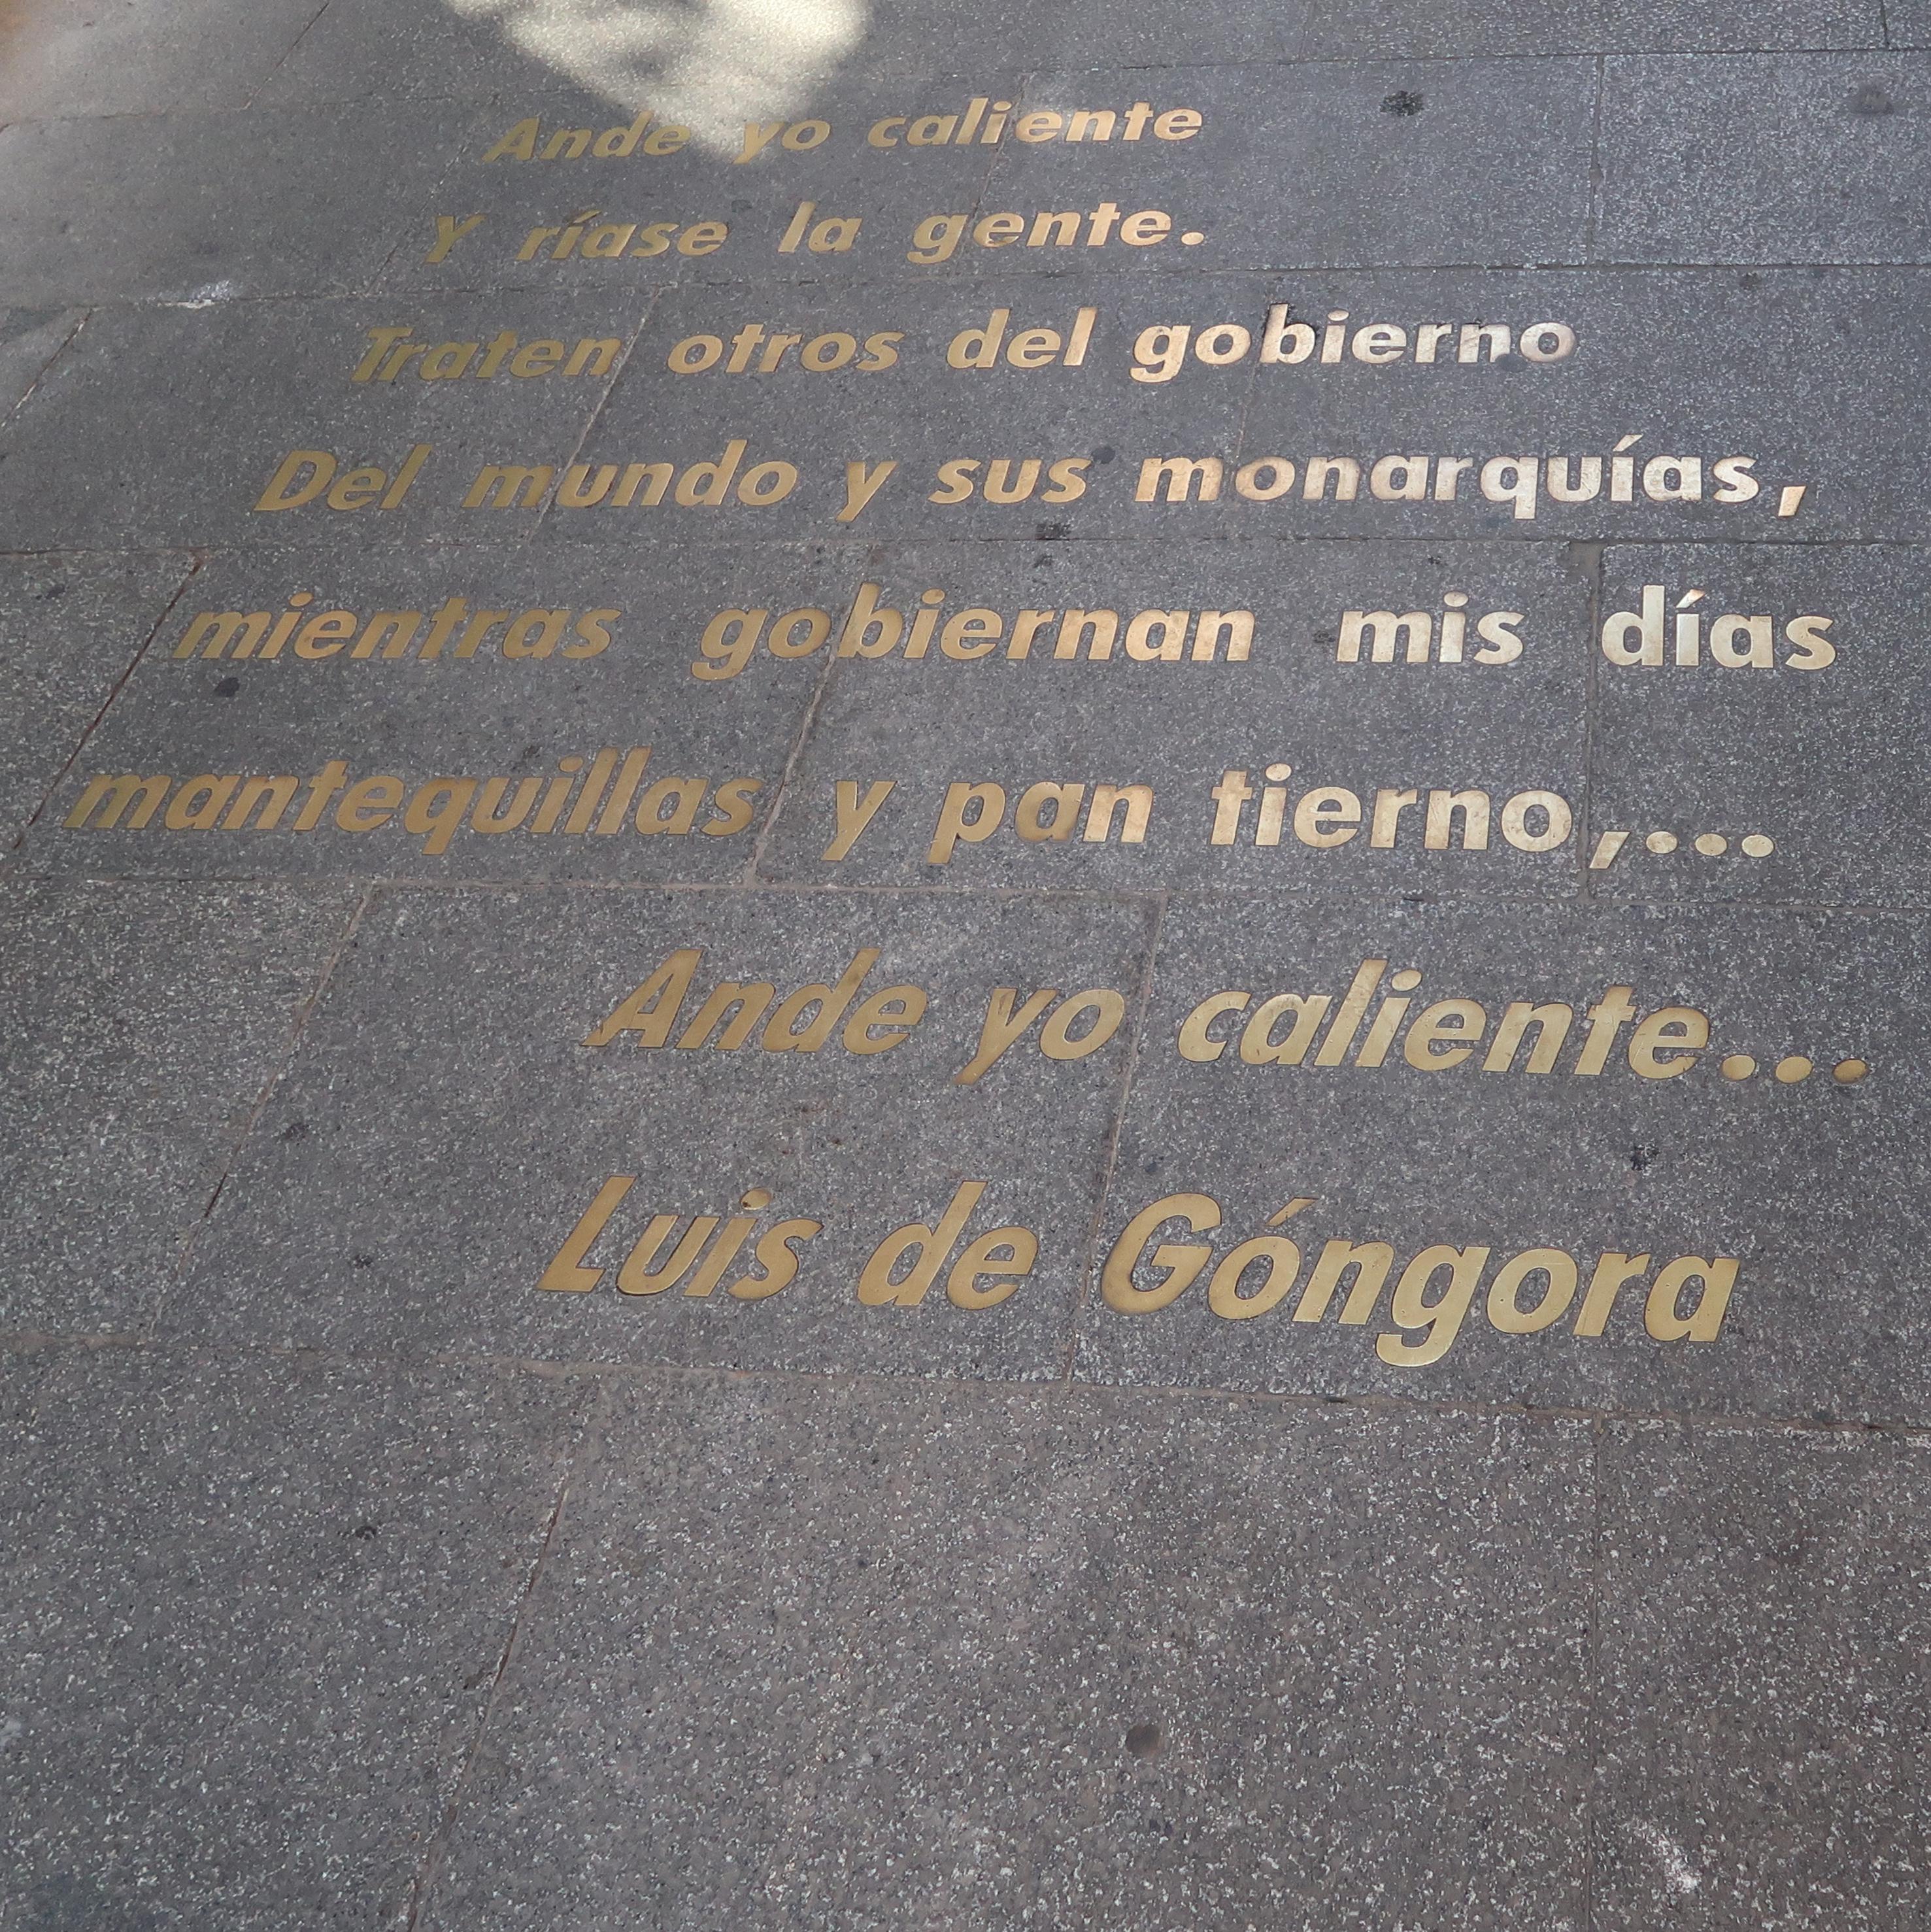 Ande yo caliente
Y ríase la gente.
Traten otros del gobierno
Del mundo y sus monarquías,
mientras gobiernan mis días
mantequillas y pan tierno,...
Ande yo caliente...
Luis de Góngora